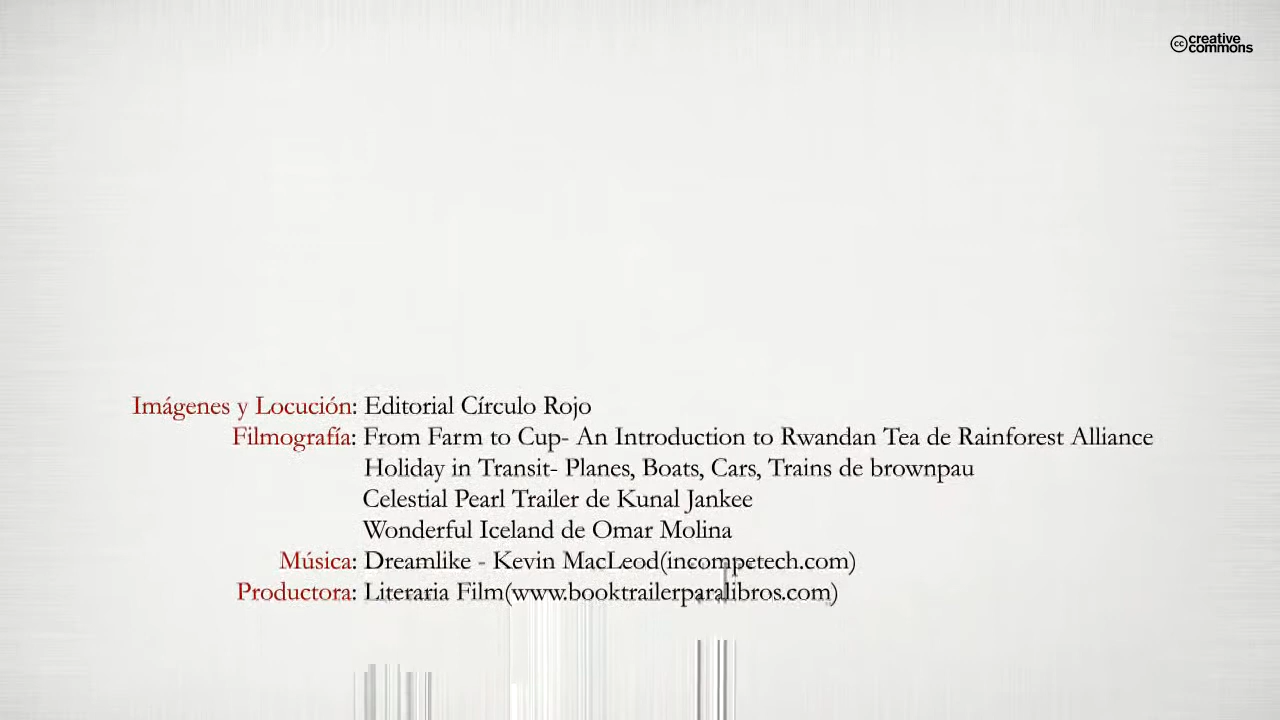 creative
commons
Imágenes y Locución: Editorial Círculo Rojo
Filmografía: From Farm to Cup- An Introduction to Rwandan Tea de Rainforest Alliance
Holiday in Transit- Planes, Boats, Cars, Trains de brownpau
Celestial Pearl Trailer de Kunal Jankee
Wonderful Iceland de Omar Molina
Música: Dreamlike - Kevin MacLeod(incompetech.com)
Productora: Literaria Film(www.booktrailerparalibros.com)